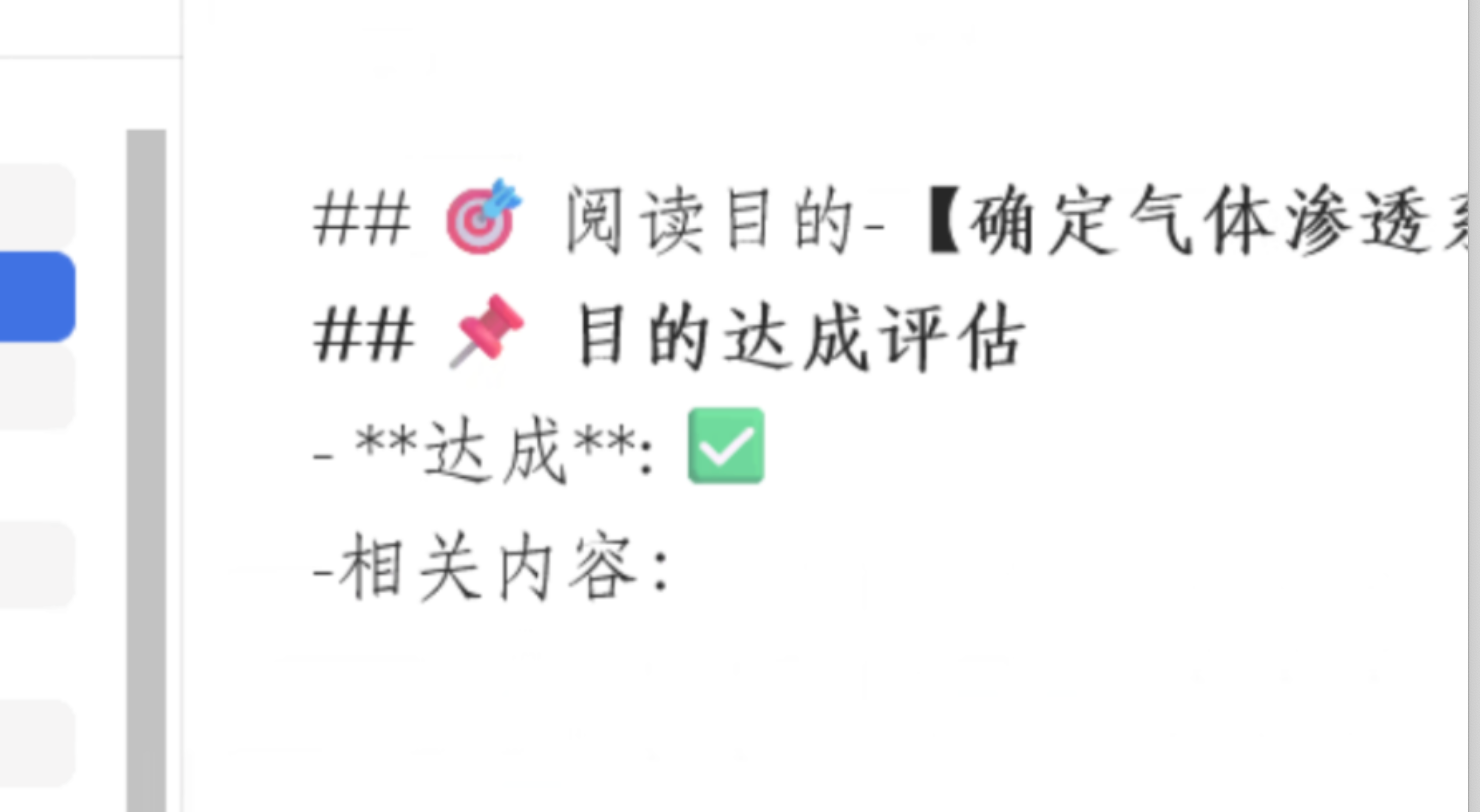 ## 🎯 阅读目的-【确定气体渗透
## 📌 目的达成评估
- **达成**: ✅
-相关内容：